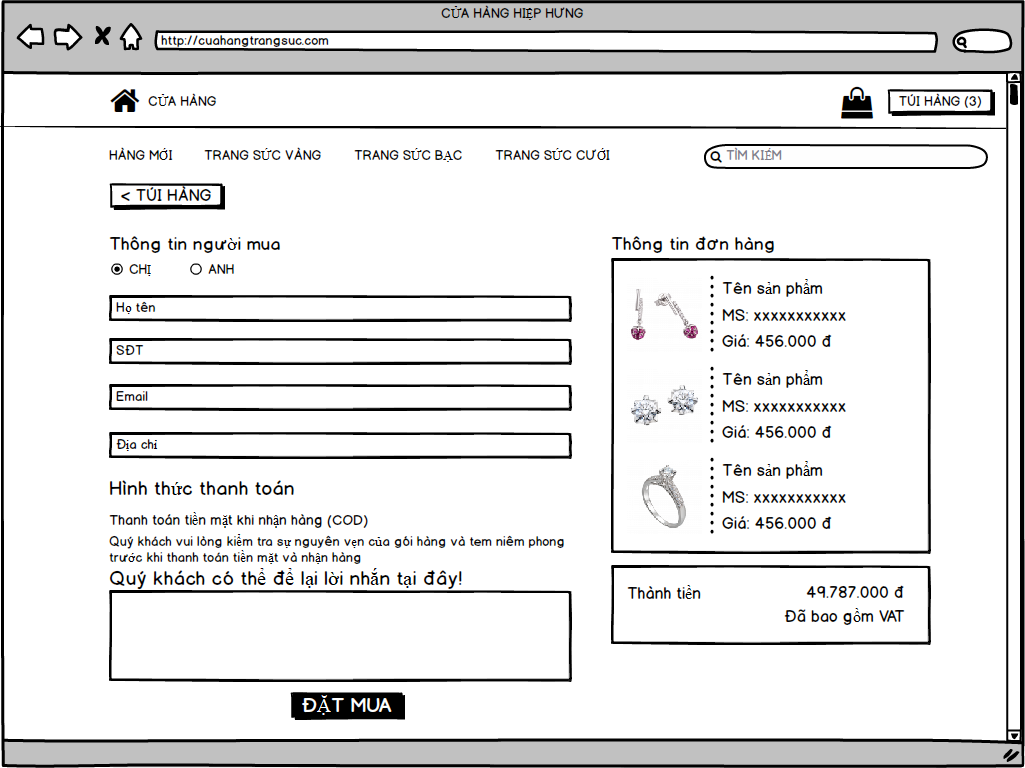 CỬA HÀNG HIỆP HƯNG
http://cuahangtrangsuc.com
CỬA HÀNG
TÚI HÀNG (3)
HÀNG MỚI
TRANG SỨC VÀNG
TRANG SỨC BẠC
TRANG SỨC CƯỚI
TÌM KIẾM
< TÚI HÀNG
Thông tin người mua
CHỊ
ANH
Họ tên
SĐT
Email
Địa chỉ
Hình thức thanh toán
Thanh toán tiền mặt khi nhận hàng (COD)
Quý khách vui lòng kiểm tra sự nguyên vẹn của gói hàng và tem niêm phong
trước khi thanh toán tiền mặt và nhận hàng
Quý khách có thể để lại lời nhắn tại đây!
ĐẶT MUA
Thông tin đơn hàng
Tên sản phẩm
MS: xxxxxxxxxxx
Giá: 456.000 đ
Tên sản phẩm
MS: xxxxxxxxxxx
Giá: 456.000 đ
Tên sản phẩm
MS: xxxxxxxxxxx
Giá: 456.000 đ
Thành tiền
49.787.000 đ
Đã bao gồm VAT